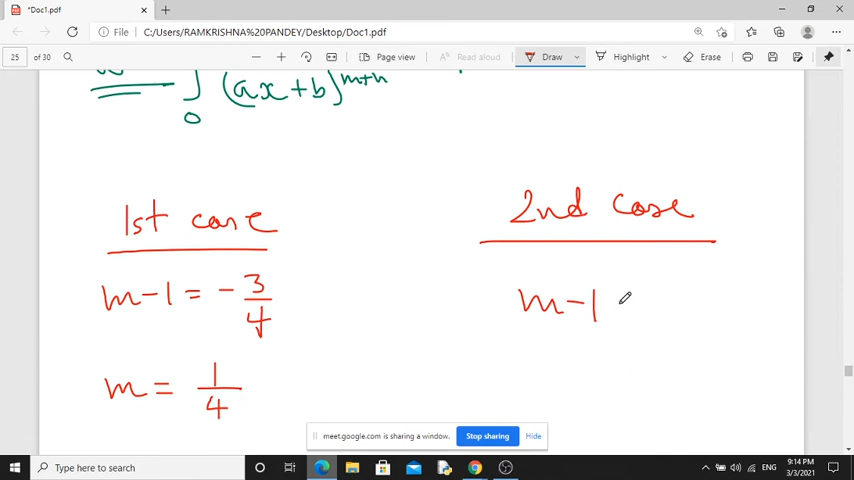 *Doc1.pdf
File C:/Users/RAMKRISHNA%20PANDEY/Desktop/Doc1.pdf
25 of 30 Page view Read aloud Draw Highlight Erase
0 (ax+b)^{m+n}
1st case
2nd case
m-1 = -3/4
m-1
m = 1/4
meet.google.com is sharing a window. Stop sharing Hide
Type here to search
ENG
9:14 PM
3/3/2021